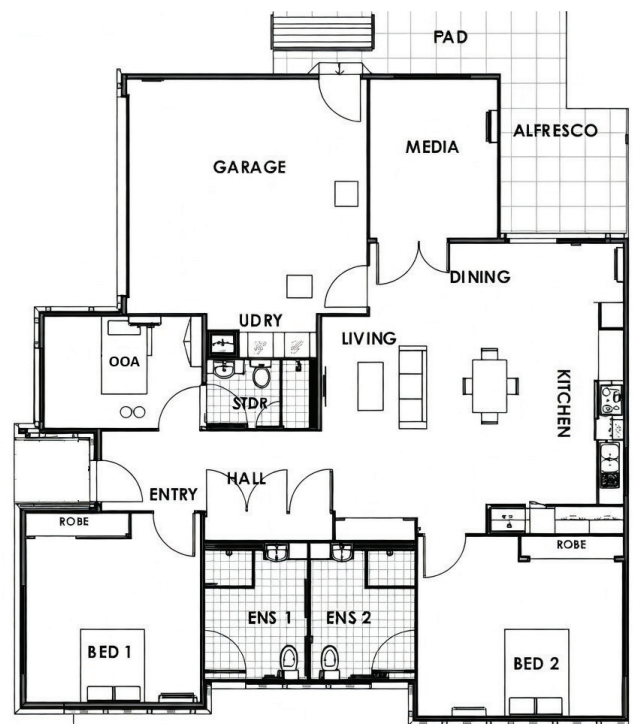 PAD
ALFRESCO
MEDIA
GARAGE
DINING
UDRY
LIVING
OOA
KITCHEN
STDR
HALL
ENTRY
ROBE
ROBE
ENS 1
ENS 2
BED 1
BED 2